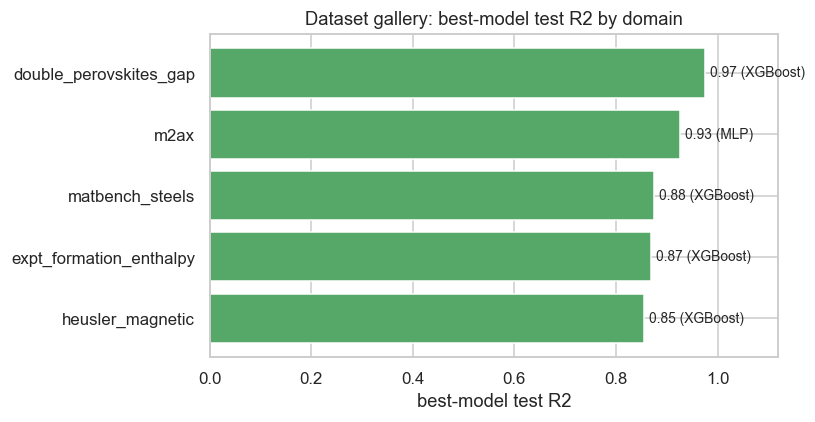 Dataset gallery: best-model test R2 by domain
double_perovskites_gap
0.97 (XGBoost)
m2ax
0.93 (MLP)
matbench_steels
0.88 (XGBoost)
expt_formation_enthalpy
0.87 (XGBoost)
heusler_magnetic
0.85 (XGBoost)
0.0 0.2 0.4 0.6 0.8 1.0
best-model test R2